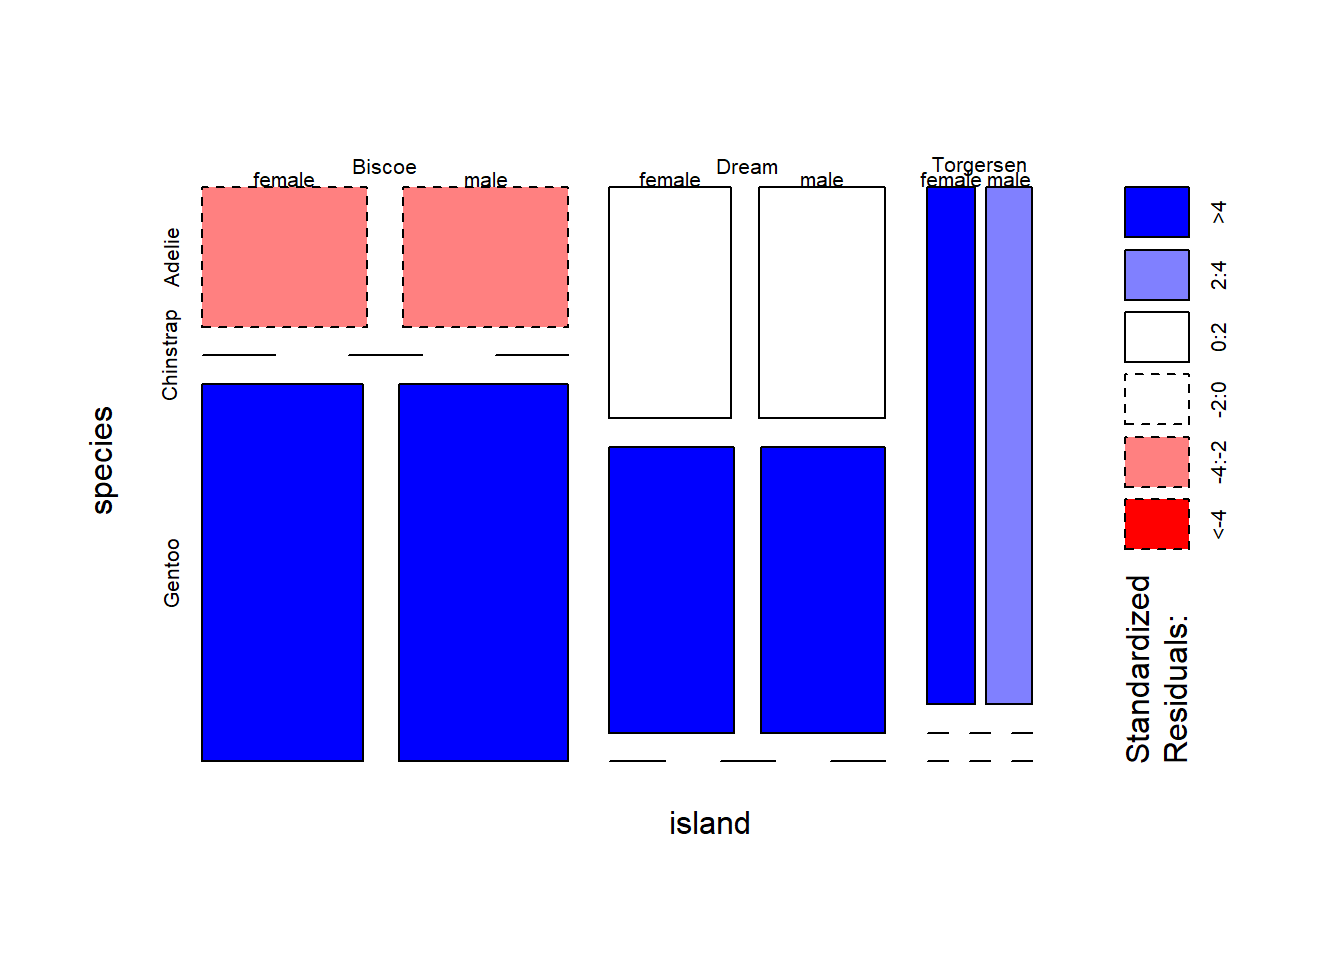 Biscoe
Dream
Torgersen
female
male
female
male
female
male
Adelie
Chinstrap
Gentoo
species
island
>4
2:4
0:2
-2:0
-4:-2
<-4
Standardized
Residuals: